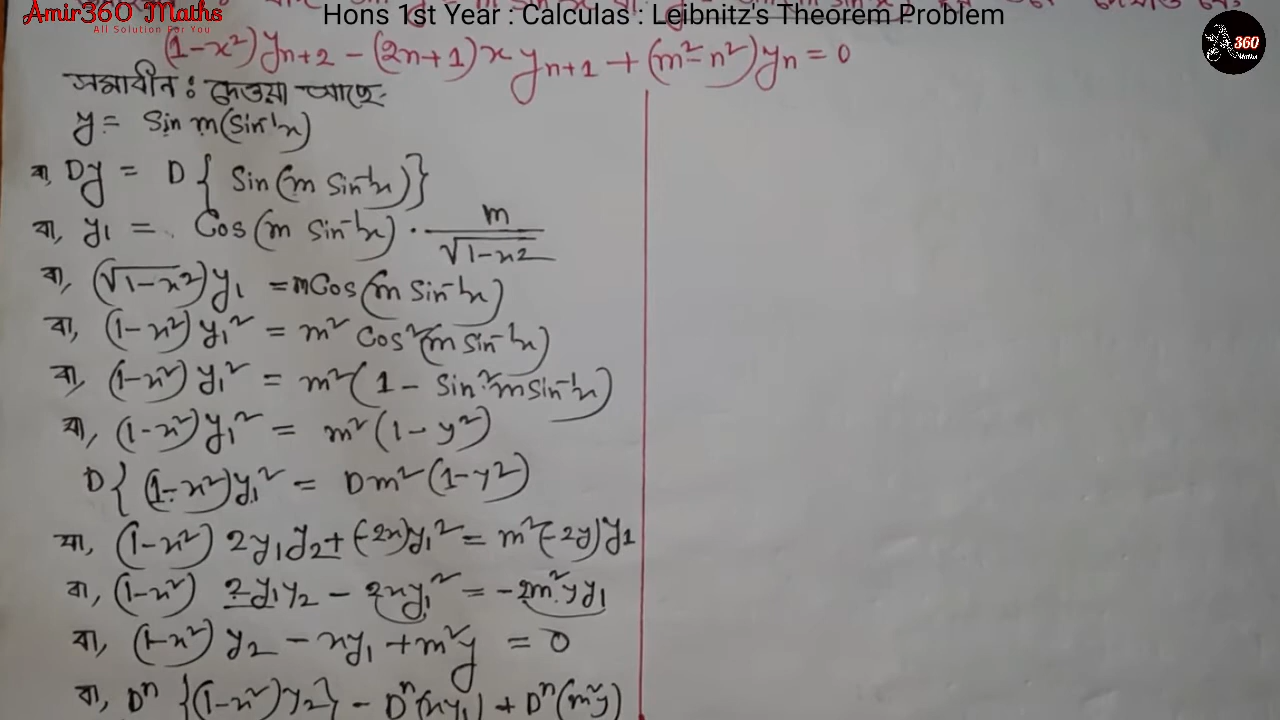 Amir360 Maths
All Solution For You
Hons 1st Year : Calculas : Leibnitz's Theorem Problem
360
Maths
(1-x²)yₙ₊₂ - (2n+1)x yₙ₊₁ + (m²-n²)yₙ = 0
সমাধান : দেওয়া আছে
y = Sin m(Sin⁻¹x)
বা, Dy = D { Sin(m Sin⁻¹x)}
বা, y₁ = Cos(m Sin⁻¹x) · m/√1-x2
বা, (√1-x²)y₁ = mCos(m Sin⁻¹x)
বা, (1-x²) y₁² = m² Cos²(m Sin⁻¹x)
বা, (1-x²) y₁² = m²(1 - Sin²mSin⁻¹x)
বা, (1-x²)y₁² = m²(1-y²)
D{(1-x²)y₁² = Dm²(1-y²)
বা, (1-x²) 2y₁y₂ + (-2x)y₁² = m²(-2y)y1
বা, (1-x²) 2y₁y₂ - 2xy₁² = -2m²yy₁
বা, (1-x²) y₂ - xy₁ + m²y = 0
বা, Dⁿ {(1-x²)y₂} - Dⁿ(xy₁) + Dⁿ(m²y)